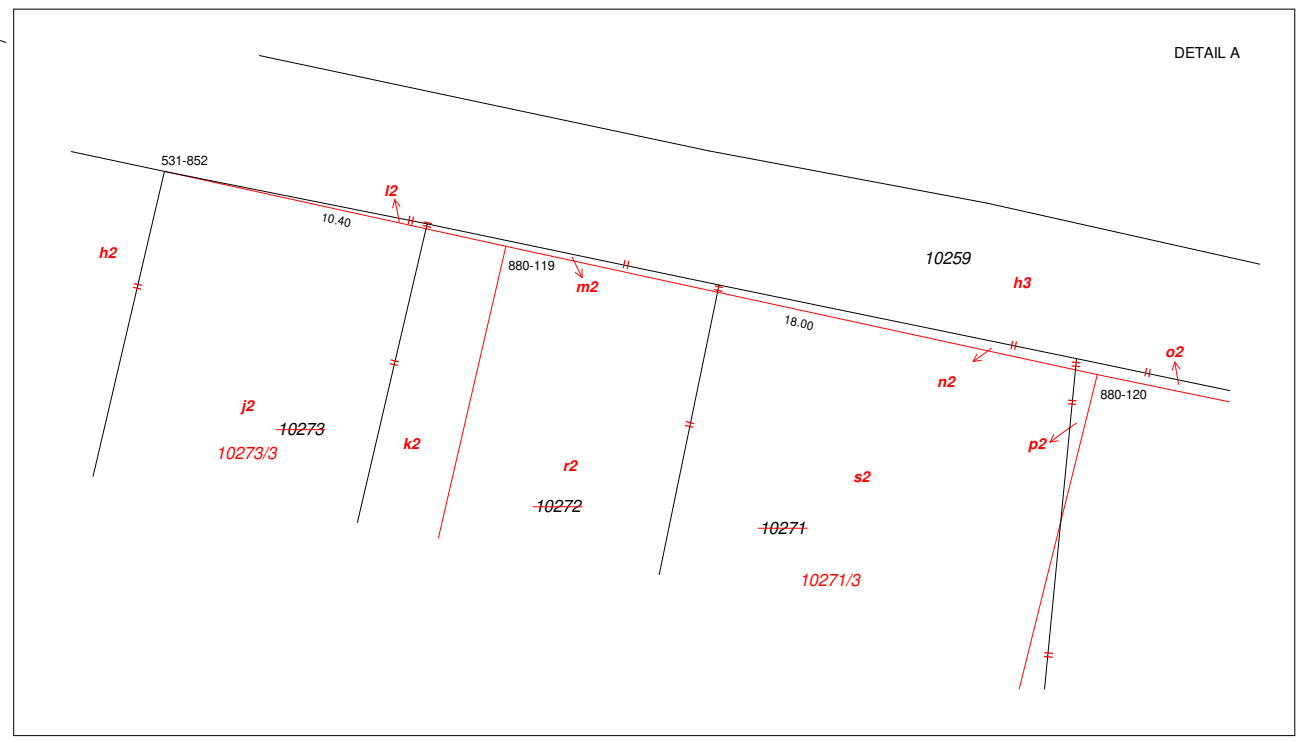 DETAIL A
531-852
l2
10.40
h2
10259
880-119
m2
h3
18.00
o2
n2
880-120
j2
10273
k2
p2
10273/3
r2
s2
10272
10271
10271/3